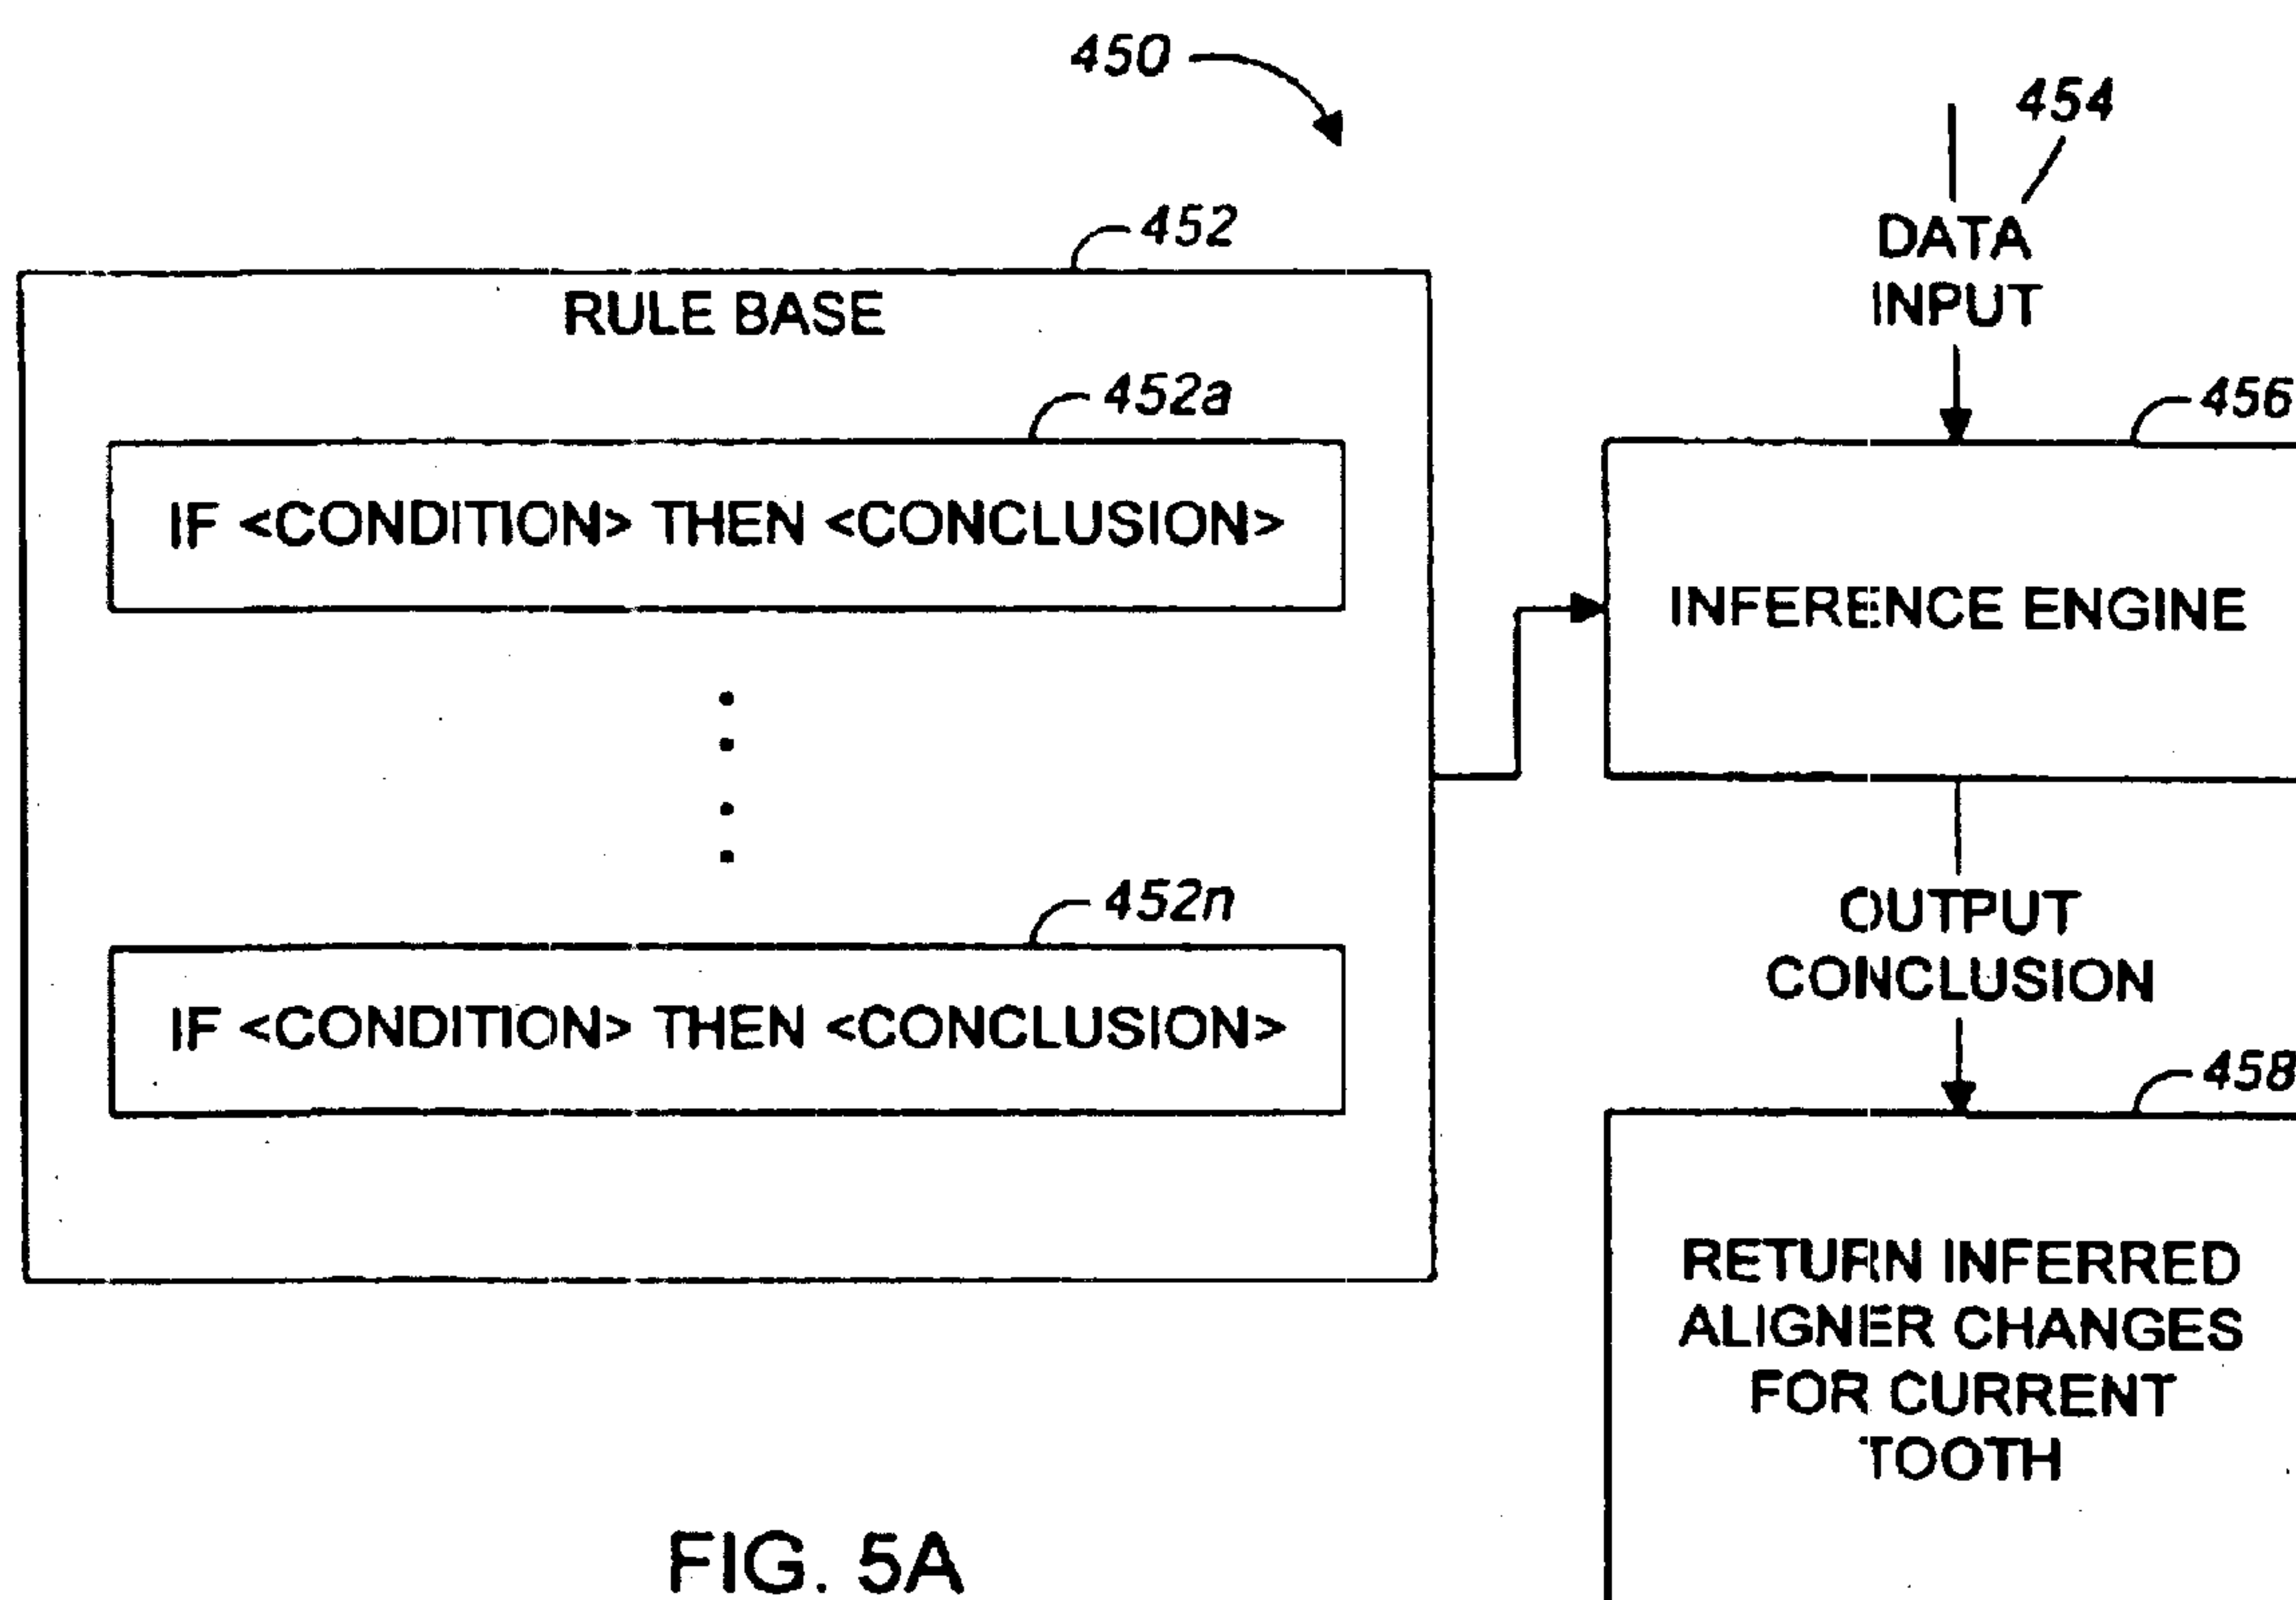 450
454
DATA
INPUT
452
RULE BASE
452a
456
IF <CONDITION> THEN <CONCLUSION>
INFERENCE ENGINE
452n
OUTPUT
CONCLUSION
IF <CONDITION> THEN <CONCLUSION>
458
RETURN INFERRED
ALIGNER CHANGES
FOR CURRENT
TOOTH
FIG. 5A